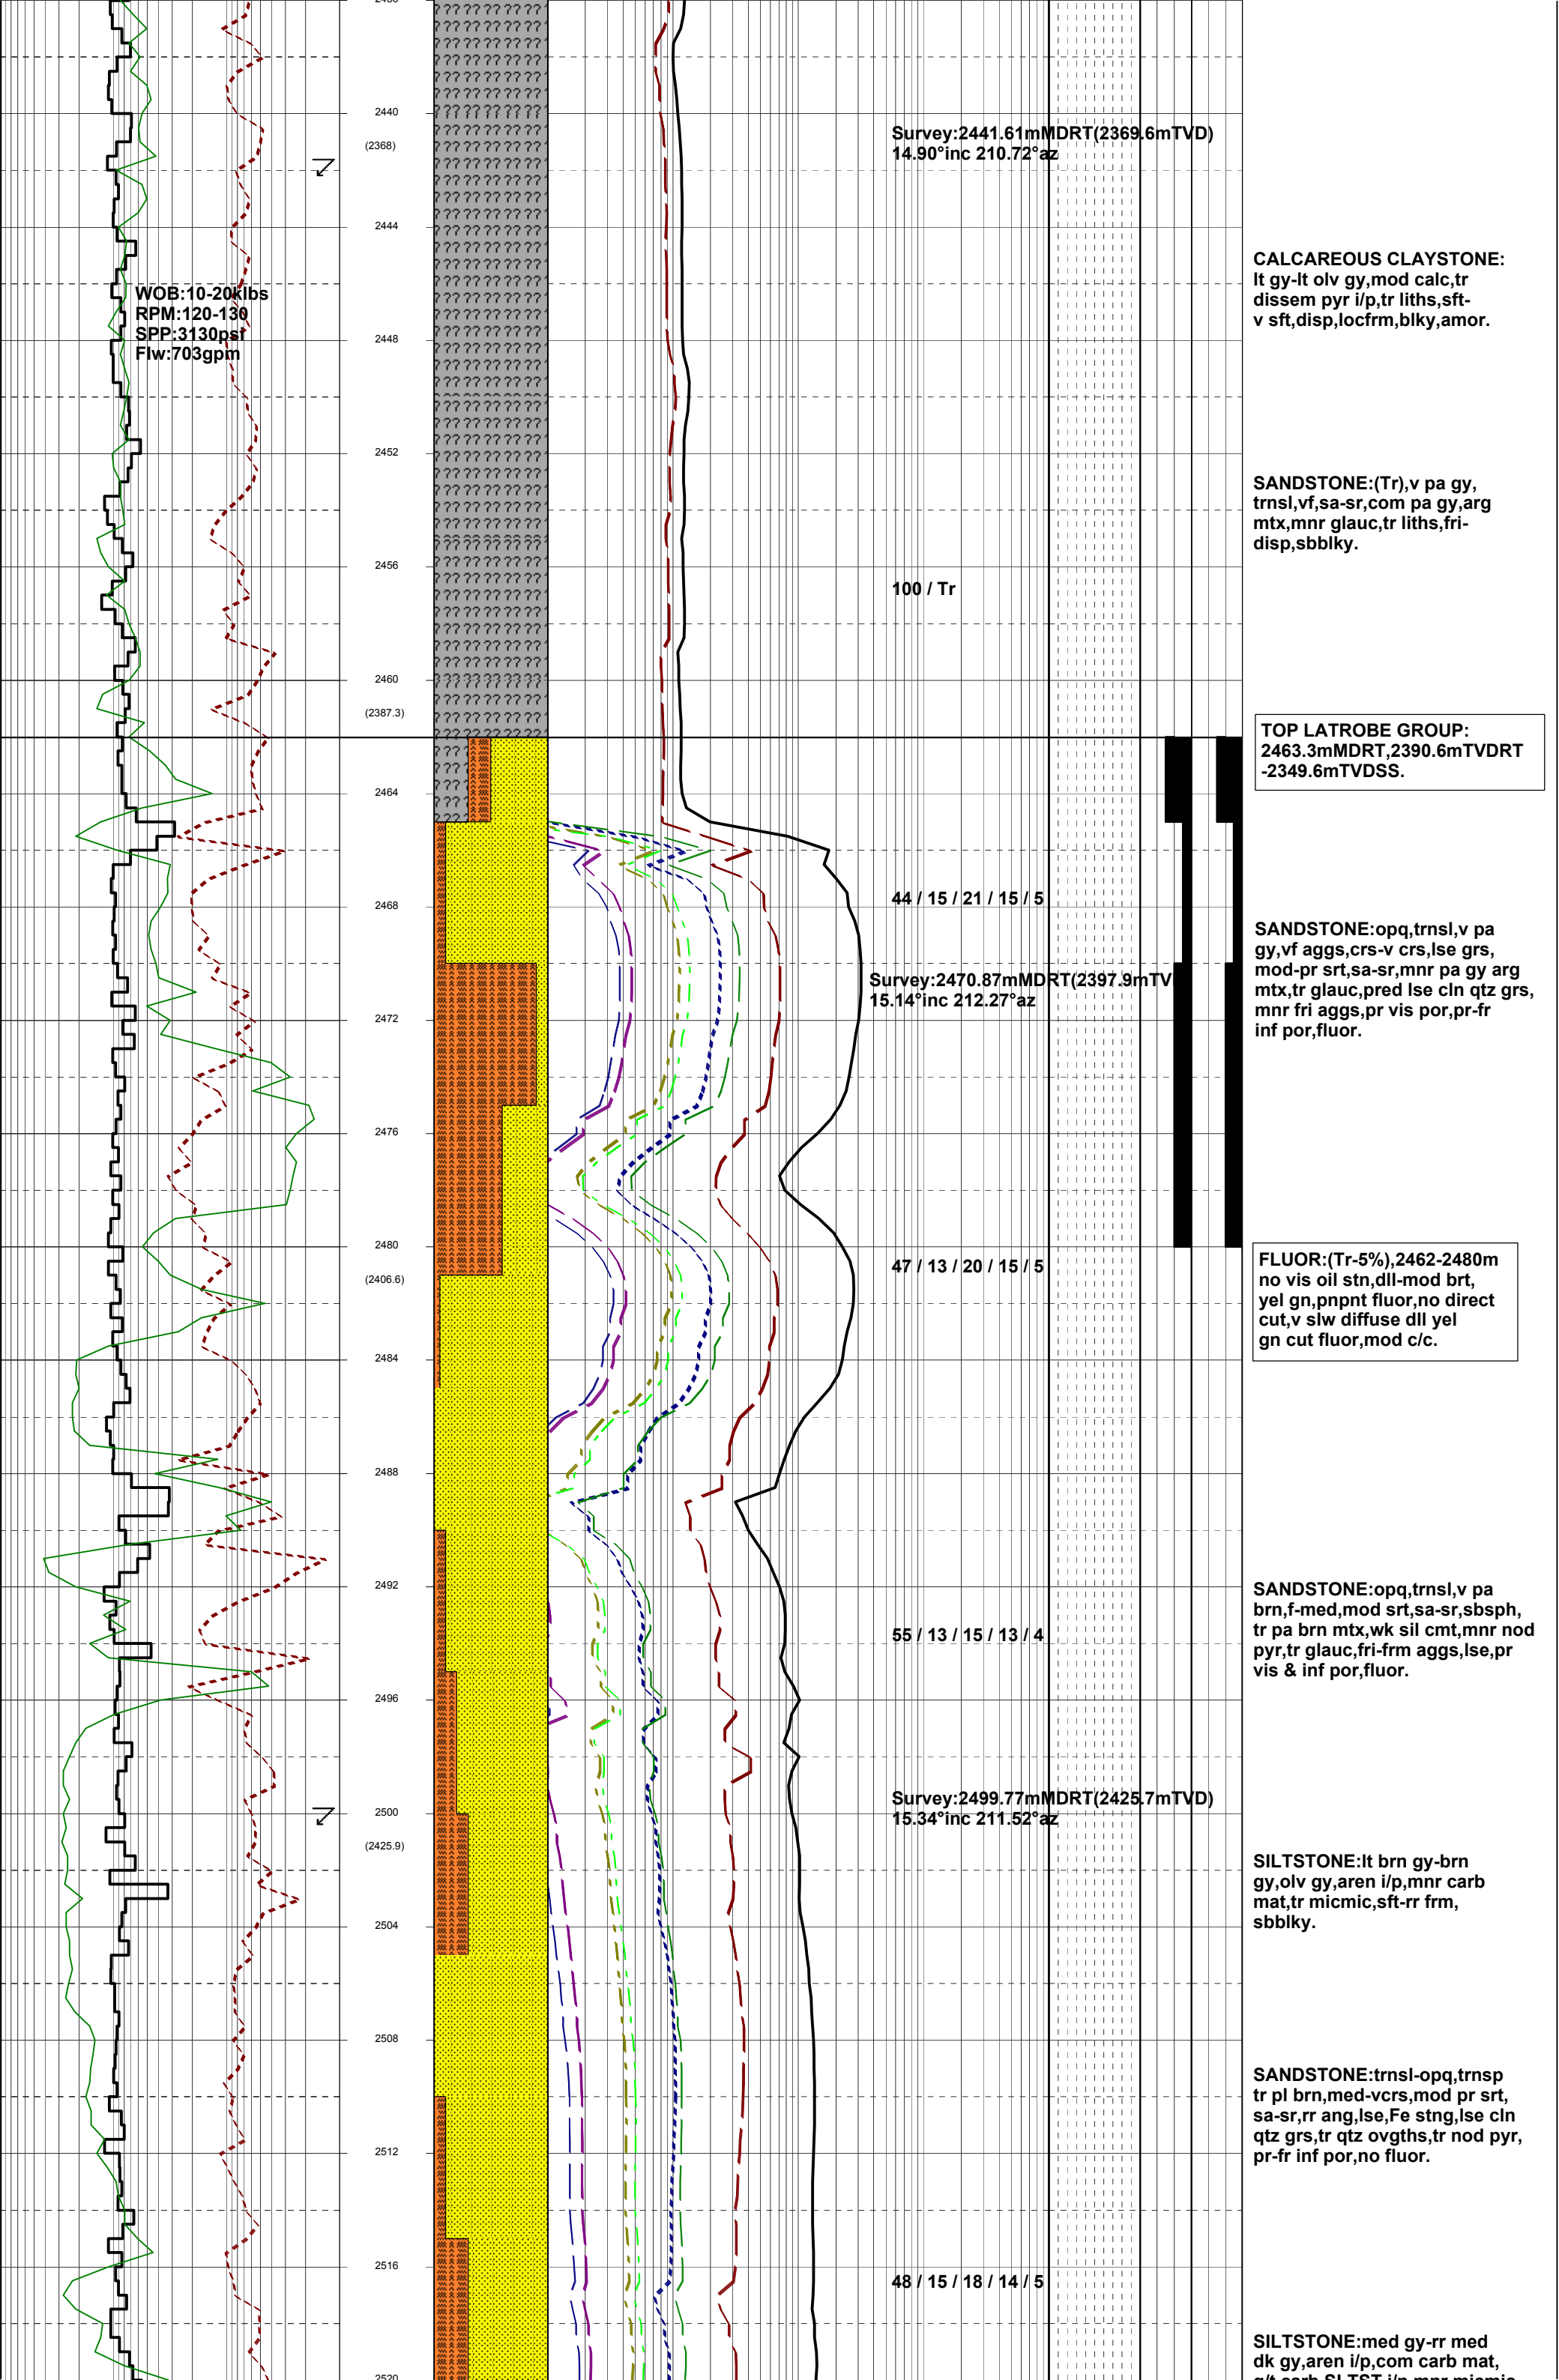 2440
(2368)
Survey:2441.61mMDRT(2369.6mTVD)
14.90°inc 210.72°az
2444
CALCAREOUS CLAYSTONE:
lt gy-lt olv gy,mod calc,tr
dissem pyr i/p,tr liths,sft-
v sft,disp,locfrm,blky,amor.
WOB:10-20klbs
RPM:120-130
SPP:3130psi
Flw:703gpm
2448
2452
SANDSTONE:(Tr),v pa gy,
trnsl,vf,sa-sr,com pa gy,arg
mtx,mnr glauc,tr liths,fri-
disp,sbblky.
2456
100 / Tr
2460
(2387.3)
TOP LATROBE GROUP:
2463.3mMDRT,2390.6mTVDRT
-2349.6mTVDSS.
2464
2468
44 / 15 / 21 / 15 / 5
SANDSTONE:opq,trnsl,v pa
gy,vf aggs,crs-v crs,lse grs,
mod-pr srt,sa-sr,mnr pa gy arg
mtx,tr glauc,pred lse cln qtz grs,
mnr fri aggs,pr vis por,pr-fr
inf por,fluor.
Survey:2470.87mMDRT(2397.9mTV
15.14°inc 212.27°az
2472
2476
2480
(2406.6)
47 / 13 / 20 / 15 / 5
FLUOR:(Tr-5%),2462-2480m
no vis oil stn,dll-mod brt,
yel gn,pnpnt fluor,no direct
cut,v slw diffuse dll yel
gn cut fluor,mod c/c.
2484
2488
2492
SANDSTONE:opq,trnsl,v pa
brn,f-med,mod srt,sa-sr,sbsph,
tr pa brn mtx,wk sil cmt,mnr nod
pyr,tr glauc,fri-frm aggs,lse,pr
vis & inf por,fluor.
55 / 13 / 15 / 13 / 4
2496
Survey:2499.77mMDRT(2425.7mTVD)
15.34°inc 211.52°az
2500
(2425.9)
SILTSTONE:lt brn gy-brn
gy,olv gy,aren i/p,mnr carb
mat,tr micmic,sft-rr frm,
sbblky.
2504
2508
SANDSTONE:trnsl-opq,trnsp
tr pl brn,med-vcrs,mod pr srt,
sa-sr,rr ang,lse,Fe stng,lse cln
qtz grs,tr qtz ovgths,tr nod pyr,
pr-fr inf por,no fluor.
2512
2516
48 / 15 / 18 / 14 / 5
SILTSTONE:med gy-rr med
dk gy,aren i/p,com carb mat,
2520